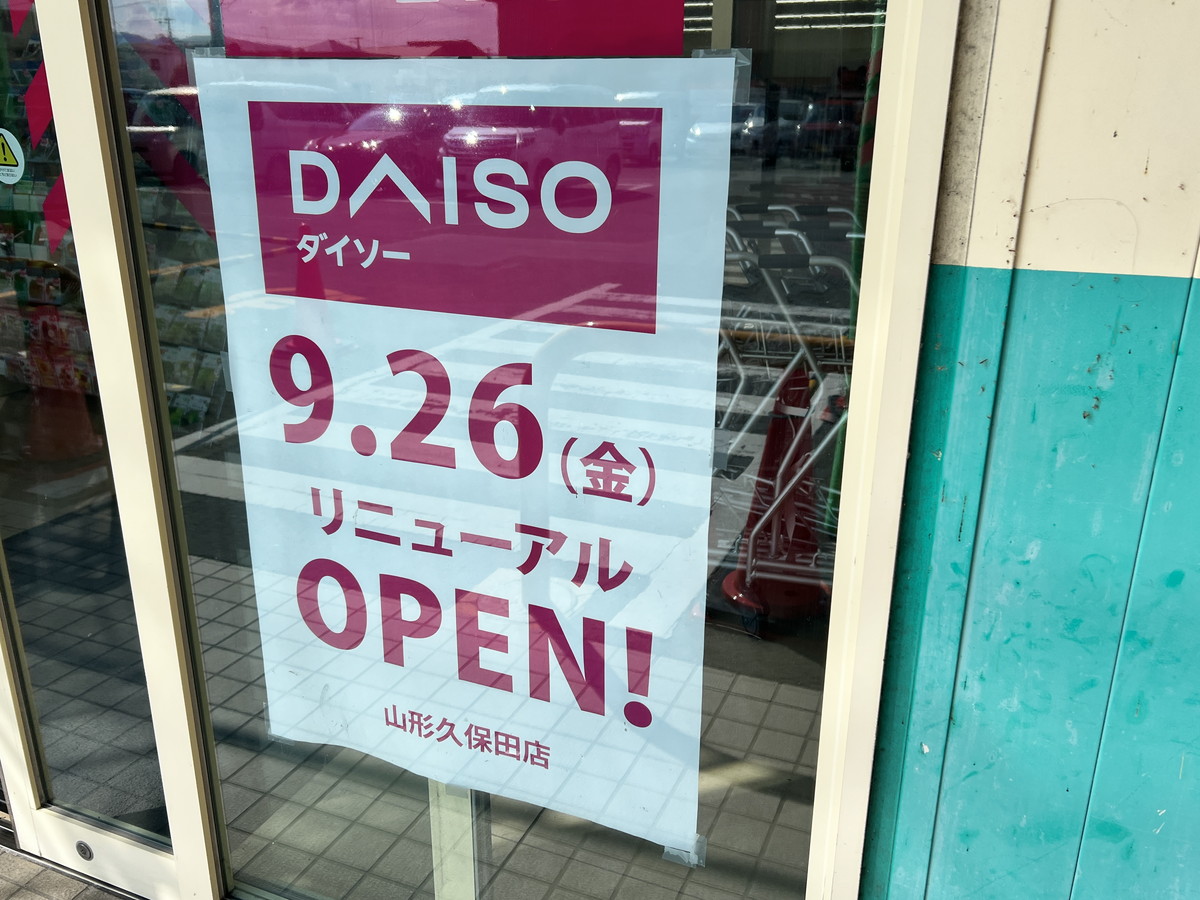 DAISO
ダイソー
9.26(金)
リニューアル
OPEN!
山形久保田店